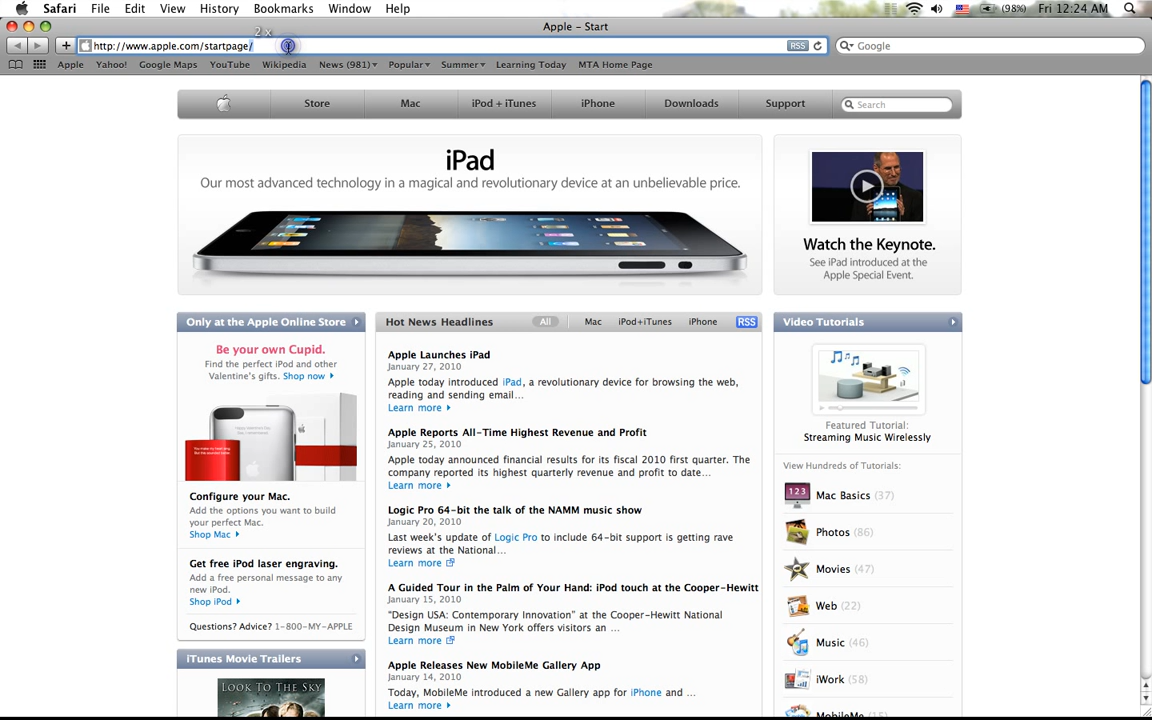 Safari File Edit View History Bookmarks Window Help (98%) Fri 12:24 AM
Apple – Start
2 x
http://www.apple.com/startpage/ RSS Google
Apple Yahoo! Google Maps YouTube Wikipedia News (981) Popular Summer Learning Today MTA Home Page
Store Mac iPod + iTunes iPhone Downloads Support Search
iPad
Our most advanced technology in a magical and revolutionary device at an unbelievable price.
Watch the Keynote.
See iPad introduced at the
Apple Special Event.
Only at the Apple Online Store
Be your own Cupid.
Find the perfect iPod and other
Valentine's gifts. Shop now
Configure your Mac.
Add the options you want to build
your perfect Mac.
Shop Mac
Get free iPod laser engraving.
Add a free personal message to any
new iPod.
Shop iPod
Questions? Advice? 1-800-MY-APPLE
iTunes Movie Trailers
LOOK TO THE SKY
Hot News Headlines All Mac iPod+iTunes iPhone RSS
Apple Launches iPad
January 27, 2010
Apple today introduced iPad, a revolutionary device for browsing the web,
reading and sending email...
Learn more
Apple Reports All-Time Highest Revenue and Profit
January 25, 2010
Apple today announced financial results for its fiscal 2010 first quarter. The
company reported its highest quarterly revenue and profit to date...
Learn more
Logic Pro 64-bit the talk of the NAMM music show
January 20, 2010
Last week's update of Logic Pro to include 64-bit support is getting rave
reviews at the National...
Learn more
A Guided Tour in the Palm of Your Hand: iPod touch at the Cooper-Hewitt
January 15, 2010
"Design USA: Contemporary Innovation" at the Cooper-Hewitt National
Design Museum in New York offers visitors an ...
Learn more
Apple Releases New MobileMe Gallery App
January 14, 2010
Today, MobileMe introduced a new Gallery app for iPhone and ...
Learn more
Video Tutorials
Featured Tutorial:
Streaming Music Wirelessly
View Hundreds of Tutorials:
123 Mac Basics (37)
Photos (86)
Movies (47)
Web (22)
Music (46)
iWork (58)
MobileMe (15)